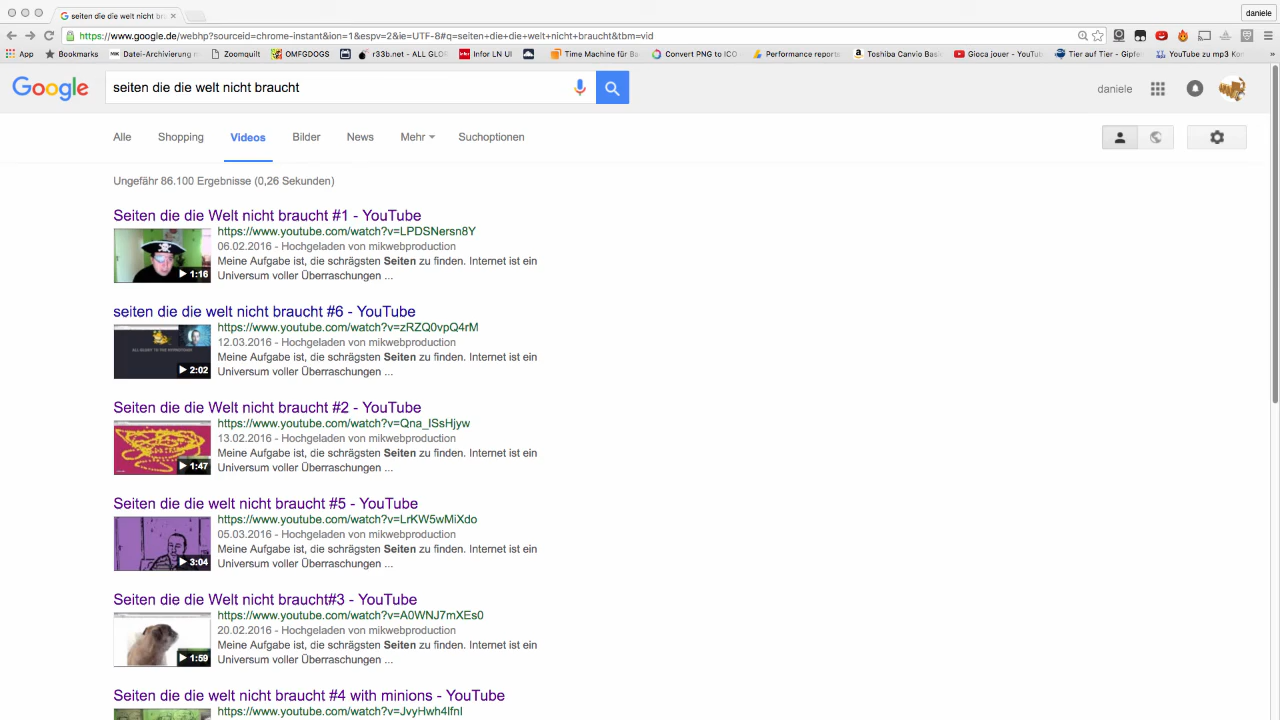 seiten die die welt nicht br
daniele
https://www.google.de/webhp?sourceid=chrome-instant&ion=1&espv=2&ie=UTF-8#q=seiten+die+die+welt+nicht+braucht&tbm=vid
App Bookmarks Datei-Archivierung Zoomquilt OMFGDOGS r33b.net - ALL GLO Infor LN UI Time Machine für Ba Convert PNG to ICO Performance reports Toshiba Canvio Basic Gioca jouer - YouTub Tier auf Tier - Gipfe YouTube zu mp3 Kon
Google seiten die die welt nicht braucht daniele
Alle Shopping Videos Bilder News Mehr Suchoptionen
Ungefähr 86.100 Ergebnisse (0,26 Sekunden)
Seiten die die Welt nicht braucht #1 - YouTube
https://www.youtube.com/watch?v=LPDSNersn8Y
06.02.2016 - Hochgeladen von mikwebproduction
Meine Aufgabe ist, die schrägsten Seiten zu finden. Internet ist ein
1:16
Universum voller Überraschungen ...
seiten die die welt nicht braucht #6 - YouTube
https://www.youtube.com/watch?v=zRZQ0vpQ4rM
12.03.2016 - Hochgeladen von mikwebproduction
ALL GLORY TO THE HYPNOTOAD!
Meine Aufgabe ist, die schrägsten Seiten zu finden. Internet ist ein
2:02
Universum voller Überraschungen ...
Seiten die die Welt nicht braucht #2 - YouTube
https://www.youtube.com/watch?v=Qna_lSsHjyw
13.02.2016 - Hochgeladen von mikwebproduction
Meine Aufgabe ist, die schrägsten Seiten zu finden. Internet ist ein
1:47
Universum voller Überraschungen ...
Seiten die die welt nicht braucht #5 - YouTube
https://www.youtube.com/watch?v=LrKW5wMiXdo
05.03.2016 - Hochgeladen von mikwebproduction
Meine Aufgabe ist, die schrägsten Seiten zu finden. Internet ist ein
3:04
Universum voller Überraschungen ...
Seiten die die Welt nicht braucht#3 - YouTube
https://www.youtube.com/watch?v=A0WNJ7mXEs0
20.02.2016 - Hochgeladen von mikwebproduction
Meine Aufgabe ist, die schrägsten Seiten zu finden. Internet ist ein
1:59
Universum voller Überraschungen ...
Seiten die die welt nicht braucht #4 with minions - YouTube
https://www.youtube.com/watch?v=JvyHwh4lfnI